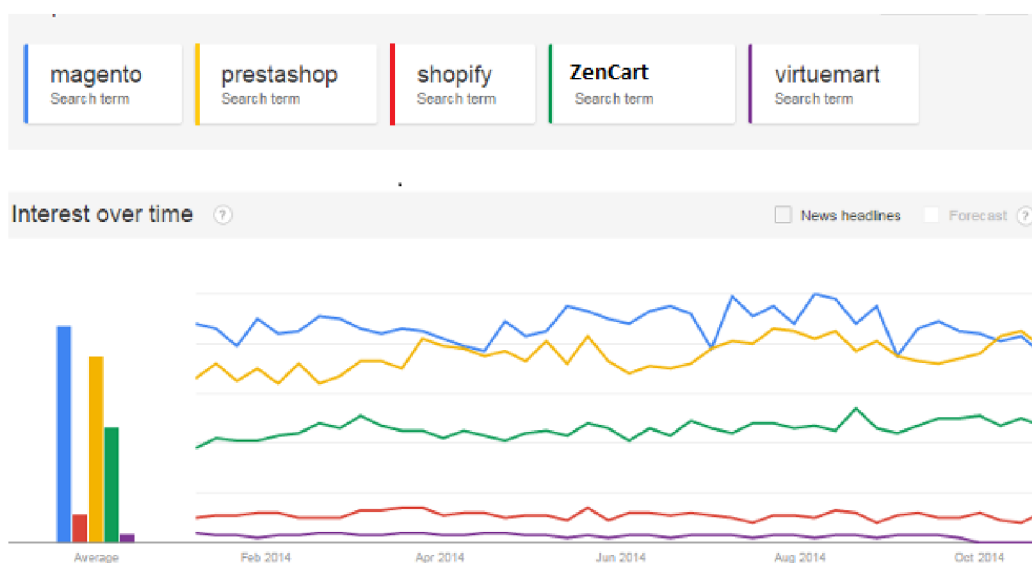 magento
Search term
prestashop
Search term
shopify
Search term
ZenCart
Search term
virtuemart
Search term
Interest over time ?
News headlines
Forecast ?
Average
Feb 2014
Apr 2014
Jun 2014
Aug 2014
Oct 2014